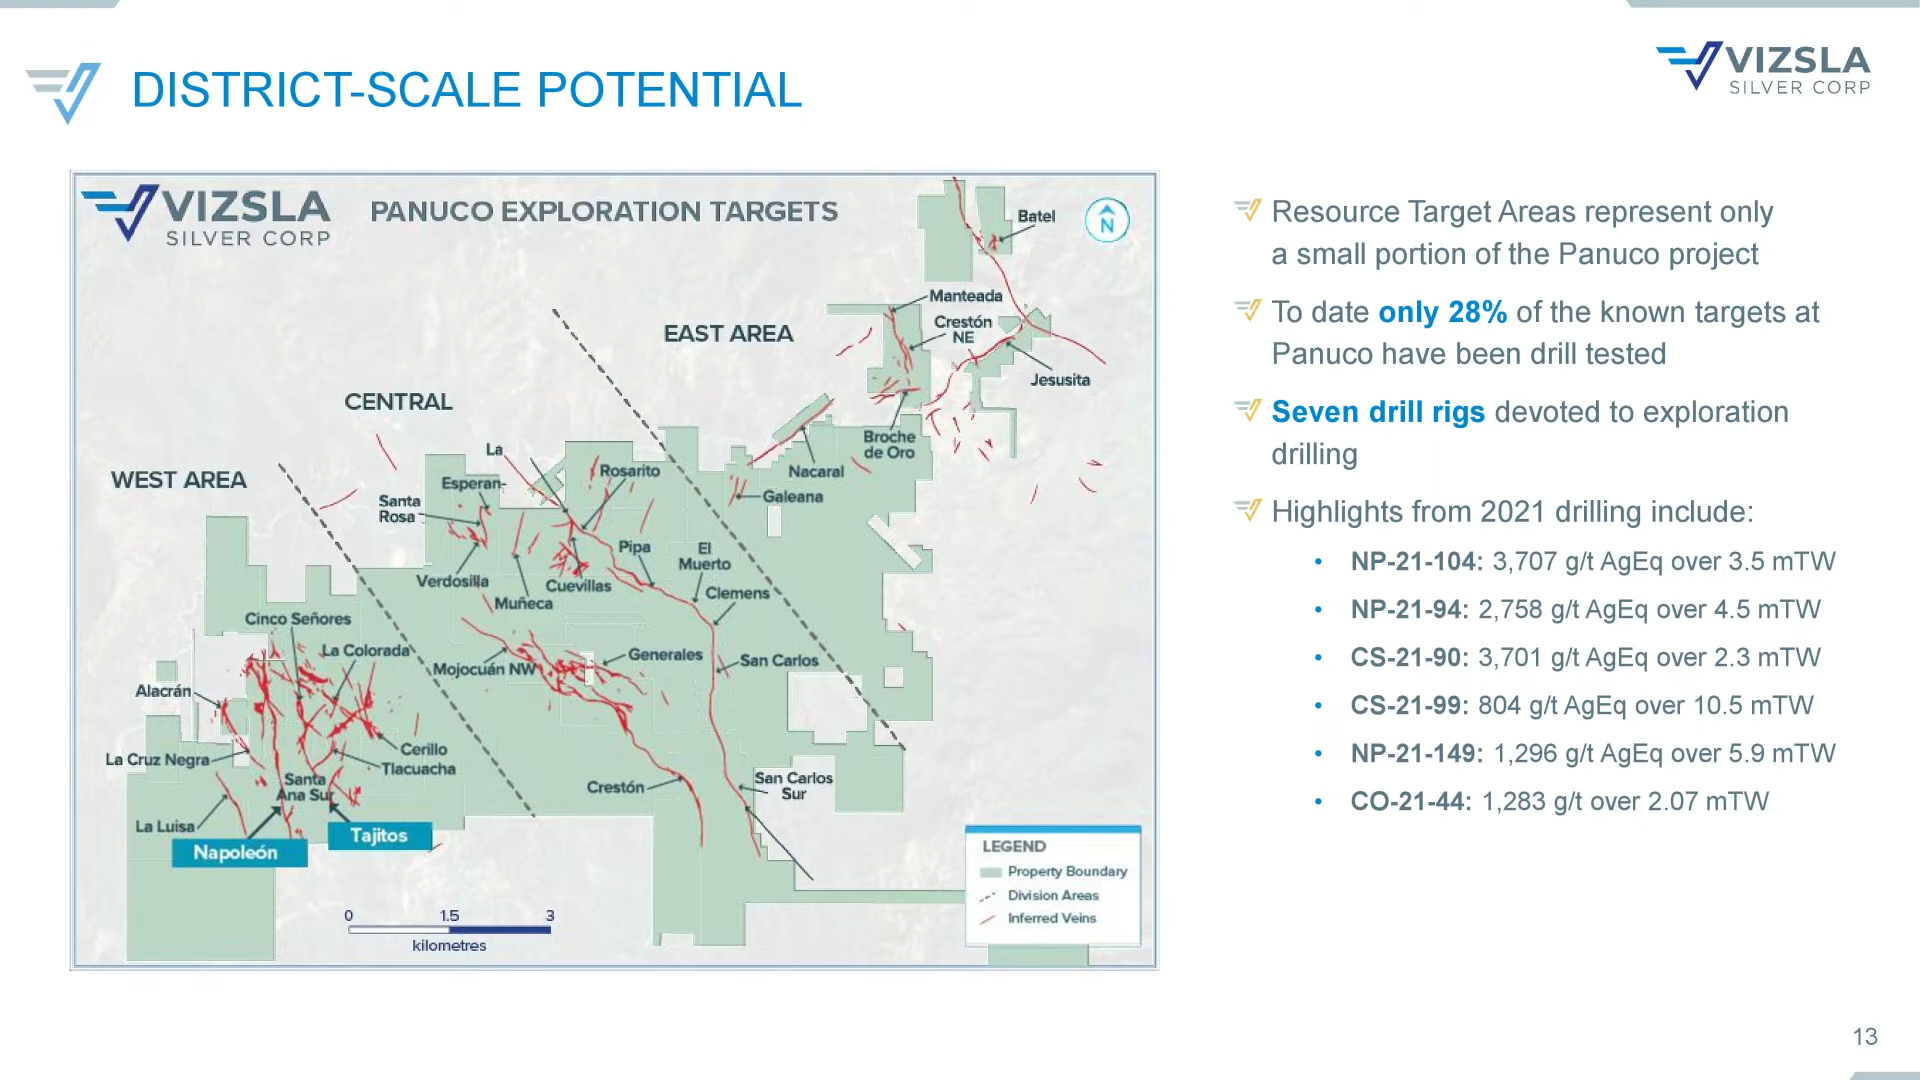 DISTRICT-SCALE POTENTIAL
VIZSLA
SILVER CORP
VIZSLA
SILVER CORP
PANUCO EXPLORATION TARGETS
N
Batel
Manteada
Crestón
NE
EAST AREA
Jesusita
CENTRAL
Broche
de Oro
La
Rosarito
Nacaral
WEST AREA
Esperan-
Galeana
Santa
Rosa
Pipa
El
Muerto
Verdosilla
Cuevillas
Clemens
Muñeca
Cinco Señores
La Colorada
Generales
San Carlos
Mojocuán NW
Alacrán
Cerillo
La Cruz Negra
Tlacuacha
Santa
Ana Sur
Crestón
San Carlos
Sur
La Luisa
Tajitos
Napoleón
LEGEND
Property Boundary
Division Areas
Inferred Veins
0 1.5 3
kilometres
Resource Target Areas represent only
a small portion of the Panuco project
To date only 28% of the known targets at
Panuco have been drill tested
Seven drill rigs devoted to exploration
drilling
Highlights from 2021 drilling include:
• NP-21-104: 3,707 g/t AgEq over 3.5 mTW
• NP-21-94: 2,758 g/t AgEq over 4.5 mTW
• CS-21-90: 3,701 g/t AgEq over 2.3 mTW
• CS-21-99: 804 g/t AgEq over 10.5 mTW
• NP-21-149: 1,296 g/t AgEq over 5.9 mTW
• CO-21-44: 1,283 g/t over 2.07 mTW
13